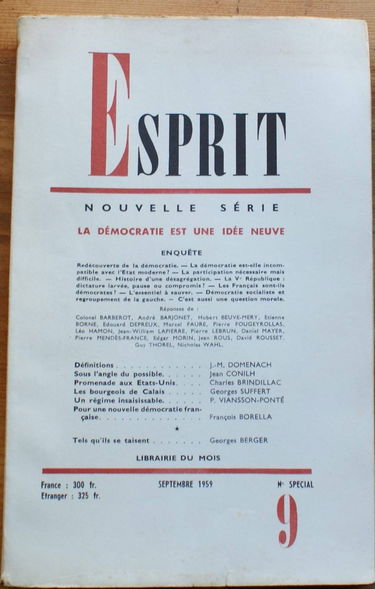 ESPRIT
NOUVELLE SÉRIE
LA DÉMOCRATIE EST UNE IDÉE NEUVE
ENQUÊTE
Redécouverte de la démocratie. — La démocratie est-elle incom-
patible avec l'Etat moderne? — La participation nécessaire mais
difficile. — Histoire d'une désagrégation. — La Vᵉ République :
dictature larvée, pause ou compromis? — Les Français sont-ils
démocrates? — L'essentiel à sauver. — Démocratie socialiste et
regroupement de la gauche. — C'est aussi une question morale.
Réponses de :
Colonel BARBEROT, André BARJONET, Hubert BEUVE-MERY, Etienne
BORNE, Edouard DEPREUX, Marcel FAURE, Pierre FOUGEYROLLAS,
Léo HAMON, Jean-William LAPIERRE, Pierre LEBRUN, Daniel MAYER,
Pierre MENDÈS-FRANCE, Edgar MORIN, Jean ROUS, David ROUSSET,
Guy THOREL, Nicholas WAHL.
Définitions . . . . . . . . . . . . J.-M. DOMENACH
Sous l'angle du possible. . . . . . Jean CONILH
Promenade aux Etats-Unis. . . . . Charles BRINDILLAC
Les bourgeois de Calais . . . . . . Georges SUFFERT
Un régime insaisissable. . . . . . P. VIANSSON-PONTÉ
Pour une nouvelle démocratie fran-
çaise. . . . . . . . . . . . . . . François BORELLA
★
Tels qu'ils se taisent . . . . . . . Georges BERGER
LIBRAIRIE DU MOIS
France : 300 fr. SEPTEMBRE 1959 Nº SPECIAL
Etranger : 325 fr.
9